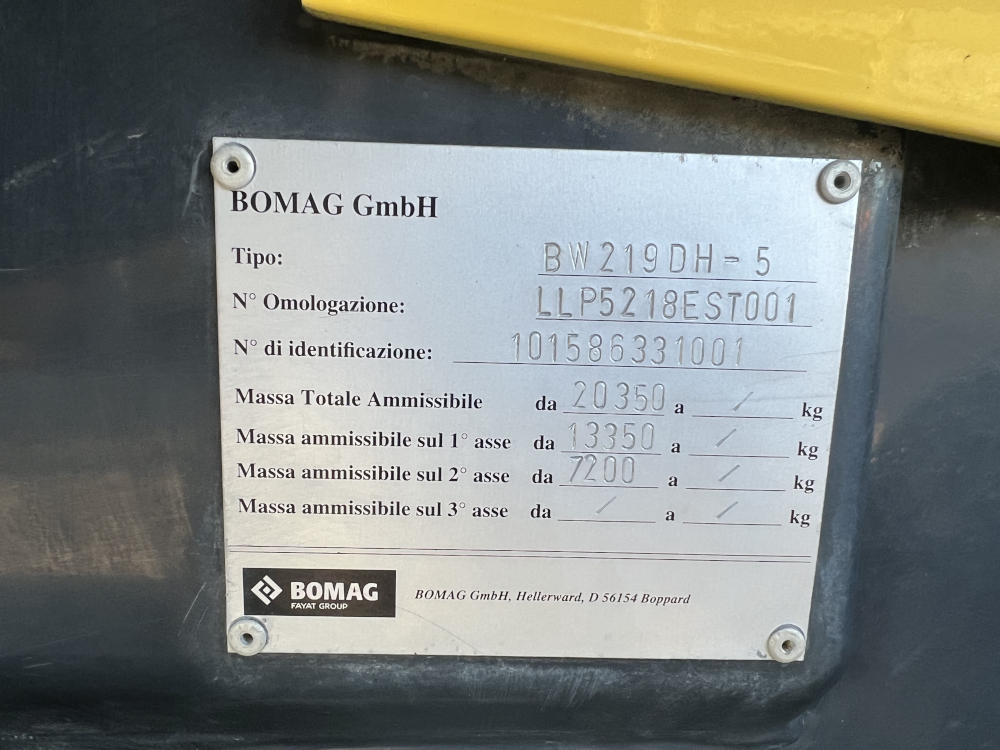 BOMAG GmbH
Tipo: BW219DH-5
N° Omologazione: LLP5218EST001
N° di identificazione: 101586331001
Massa Totale Ammissibile da 20350 a / kg
Massa ammissibile sul 1° asse da 13350 a / kg
Massa ammissibile sul 2° asse da 7200 a / kg
Massa ammissibile sul 3° asse da / a / kg
BOMAG
FAYAT GROUP
BOMAG GmbH, Hellerward, D 56154 Boppard